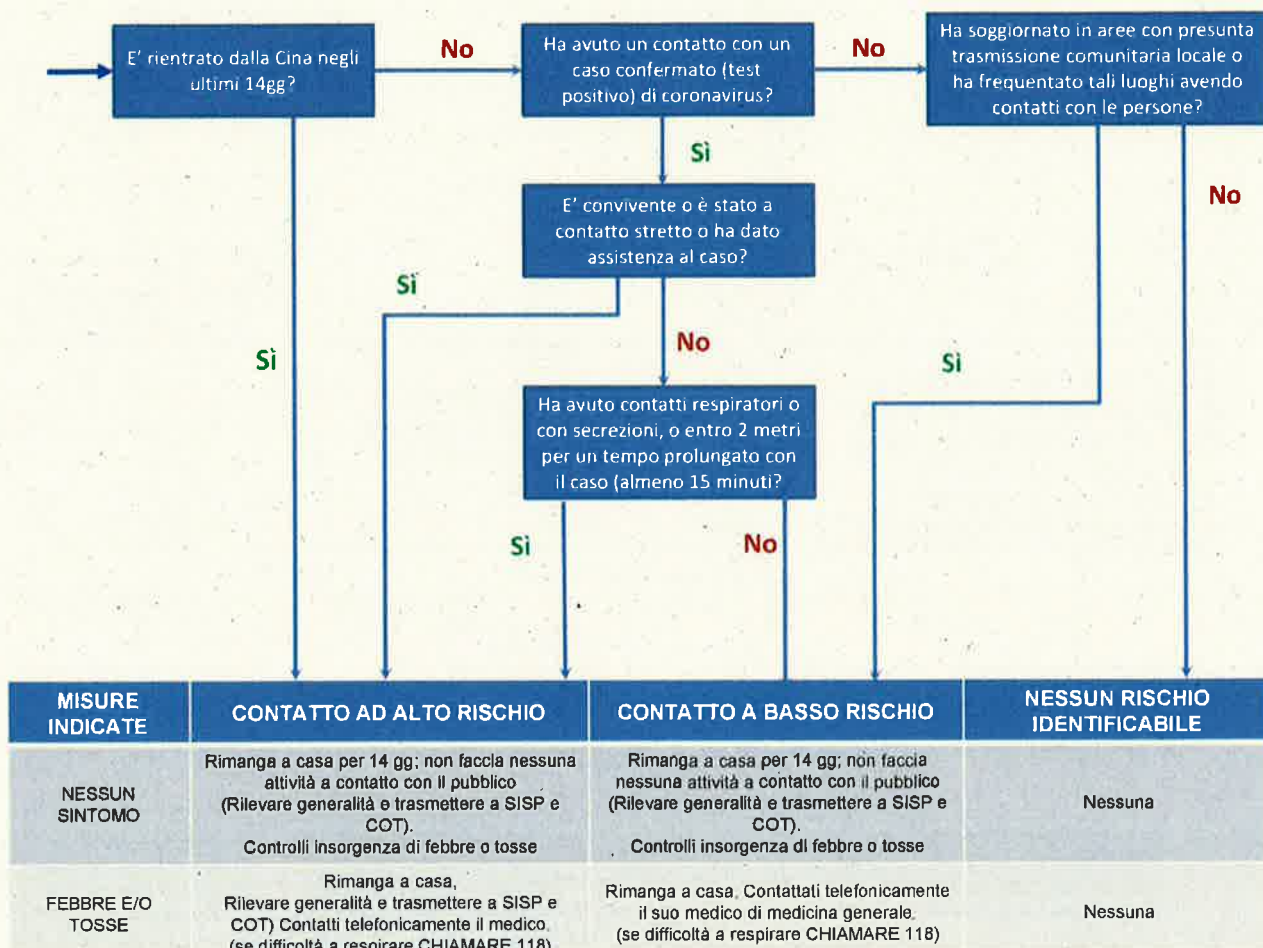 E' rientrato dalla Cina negli
ultimi 14gg?
No
Ha avuto un contatto con un
caso confermato (test
positivo) di coronavirus?
No
Ha soggiornato in aree con presunta
trasmissione comunitaria locale o
ha frequentato tali luoghi avendo
contatti con le persone?
Sì
No
E' convivente o è stato a
contatto stretto o ha dato
assistenza al caso?
Sì
No
Sì
Sì
Ha avuto contatti respiratori o
con secrezioni, o entro 2 metri
per un tempo prolungato con
il caso (almeno 15 minuti?
Sì
No
MISURE
INDICATE
CONTATTO AD ALTO RISCHIO
CONTATTO A BASSO RISCHIO
NESSUN RISCHIO
IDENTIFICABILE
NESSUN
SINTOMO
Rimanga a casa per 14 gg; non faccia nessuna
attività a contatto con il pubblico
(Rilevare generalità e trasmettere a SISP e
COT).
Controlli insorgenza di febbre o tosse
Rimanga a casa per 14 gg; non faccia
nessuna attività a contatto con il pubblico
(Rilevare generalità e trasmettere a SISP e
COT).
Controlli insorgenza di febbre o tosse
Nessuna
FEBBRE E/O
TOSSE
Rimanga a casa,
Rilevare generalità e trasmettere a SISP e
COT) Contatti telefonicamente il medico,
(se difficoltà a respirare CHIAMARE 118)
Rimanga a casa, Contattati telefonicamente
il suo medico di medicina generale,
(se difficoltà a respirare CHIAMARE 118)
Nessuna